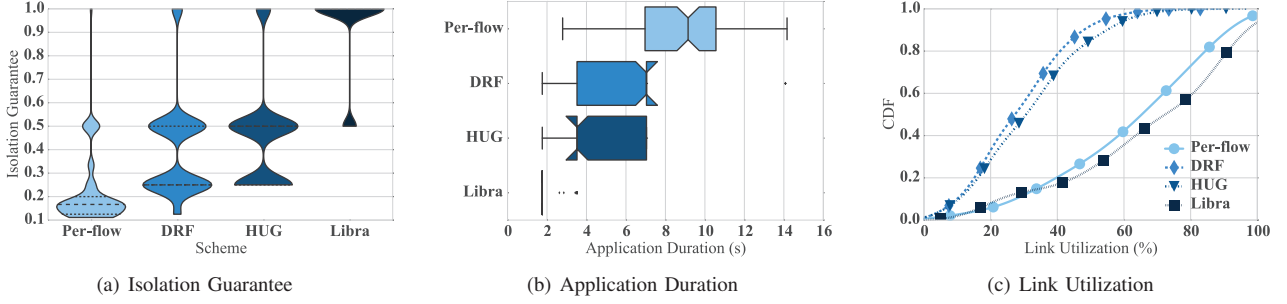 1.0
0.9
0.8
0.7
0.6
0.5
0.4
0.3
0.2
0.1
Isolation Guarantee
Per-flow DRF HUG Libra
Scheme
(a) Isolation Guarantee
Per-flow
DRF
HUG
Libra
0 2 4 6 8 10 12 14 16
Application Duration (s)
(b) Application Duration
1.0
0.8
0.6
0.4
0.2
0.0
CDF
Per-flow
DRF
HUG
Libra
0 20 40 60 80 100
Link Utilization (%)
(c) Link Utilization